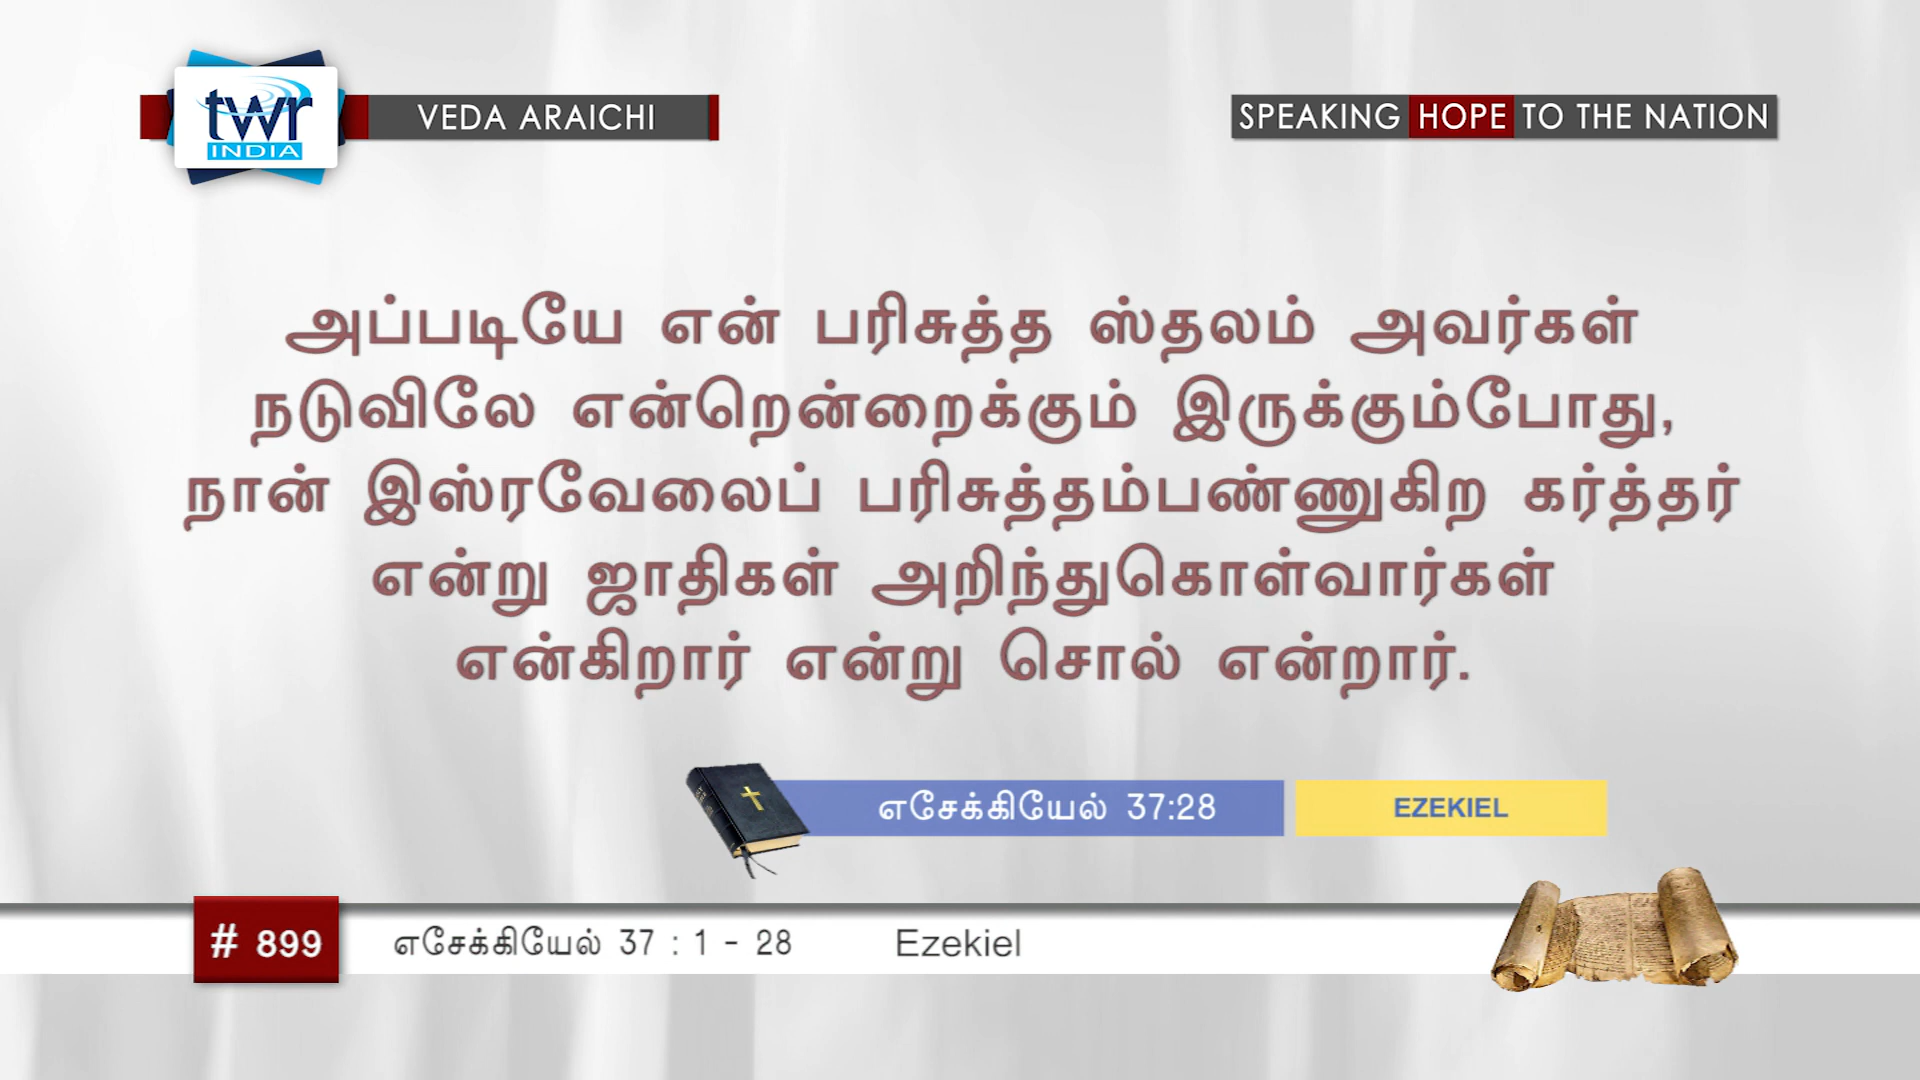 twr
INDIA
VEDA ARAICHI
SPEAKING HOPE TO THE NATION
அப்படியே என் பரிசுத்த ஸ்தலம் அவர்கள்
நடுவிலே என்றென்றைக்கும் இருக்கும்போது,
நான் இஸ்ரவேலைப் பரிசுத்தம்பண்ணுகிற கர்த்தர்
என்று ஜாதிகள் அறிந்துகொள்வார்கள்
என்கிறார் என்று சொல் என்றார்.
எசேக்கியேல் 37:28
EZEKIEL
# 899
எசேக்கியேல் 37 : 1 - 28
Ezekiel